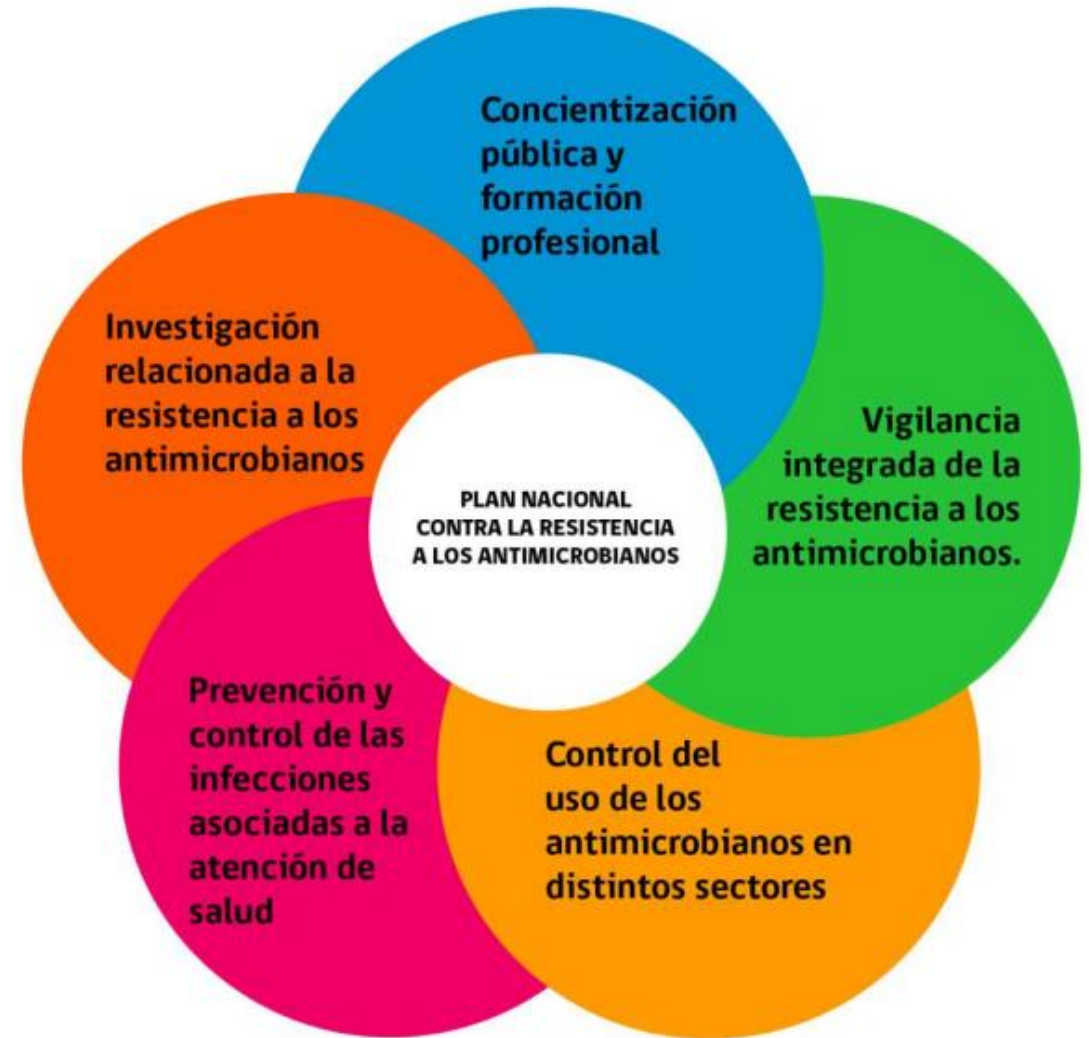 Concientización
pública y
formación
profesional
Investigación
relacionada a la
resistencia a los
antimicrobianos
Vigilancia
integrada de la
resistencia a los
antimicrobianos.
PLAN NACIONAL
CONTRA LA RESISTENCIA
A LOS ANTIMICROBIANOS
Prevención y
control de las
infecciones
asociadas a la
atención de
salud
Control del
uso de los
antimicrobianos en
distintos sectores